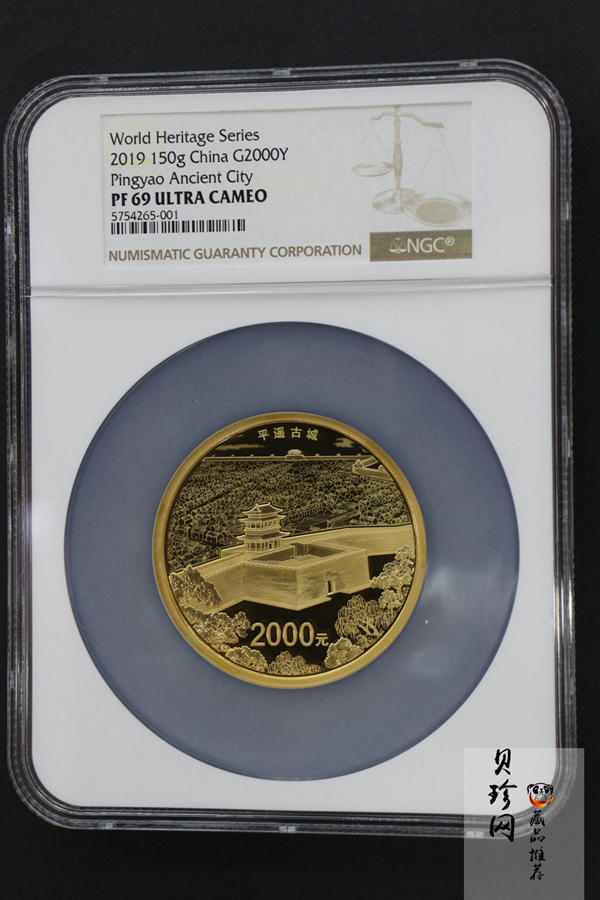 World Heritage Series
2019 150g China G2000Y
Pingyao Ancient City
PF 69 ULTRA CAMEO
5754265-001
NUMISMATIC GUARANTY CORPORATION
NGC®
平遥古城
2000元
贝珍网
藏品推荐